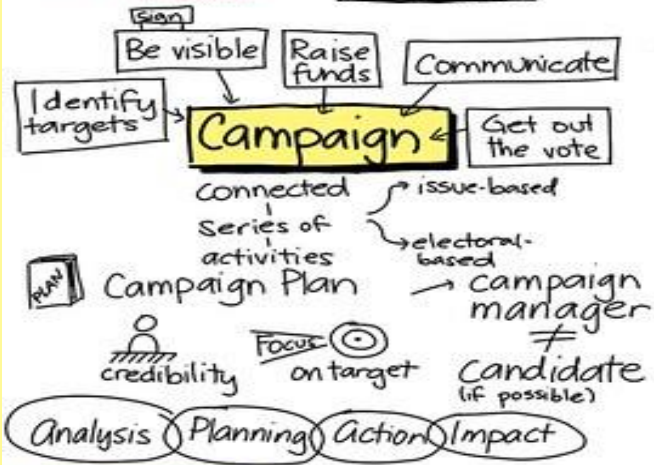 sign
Be visible
Raise
funds
Communicate
Identify
targets
Campaign
Get out
the vote
connected
series of
activities
issue-based
electoral-
based
PLAN
Campaign Plan
campaign
manager
≠
candidate
(if possible)
credibility
Focus
on target
Analysis
Planning
Action
Impact